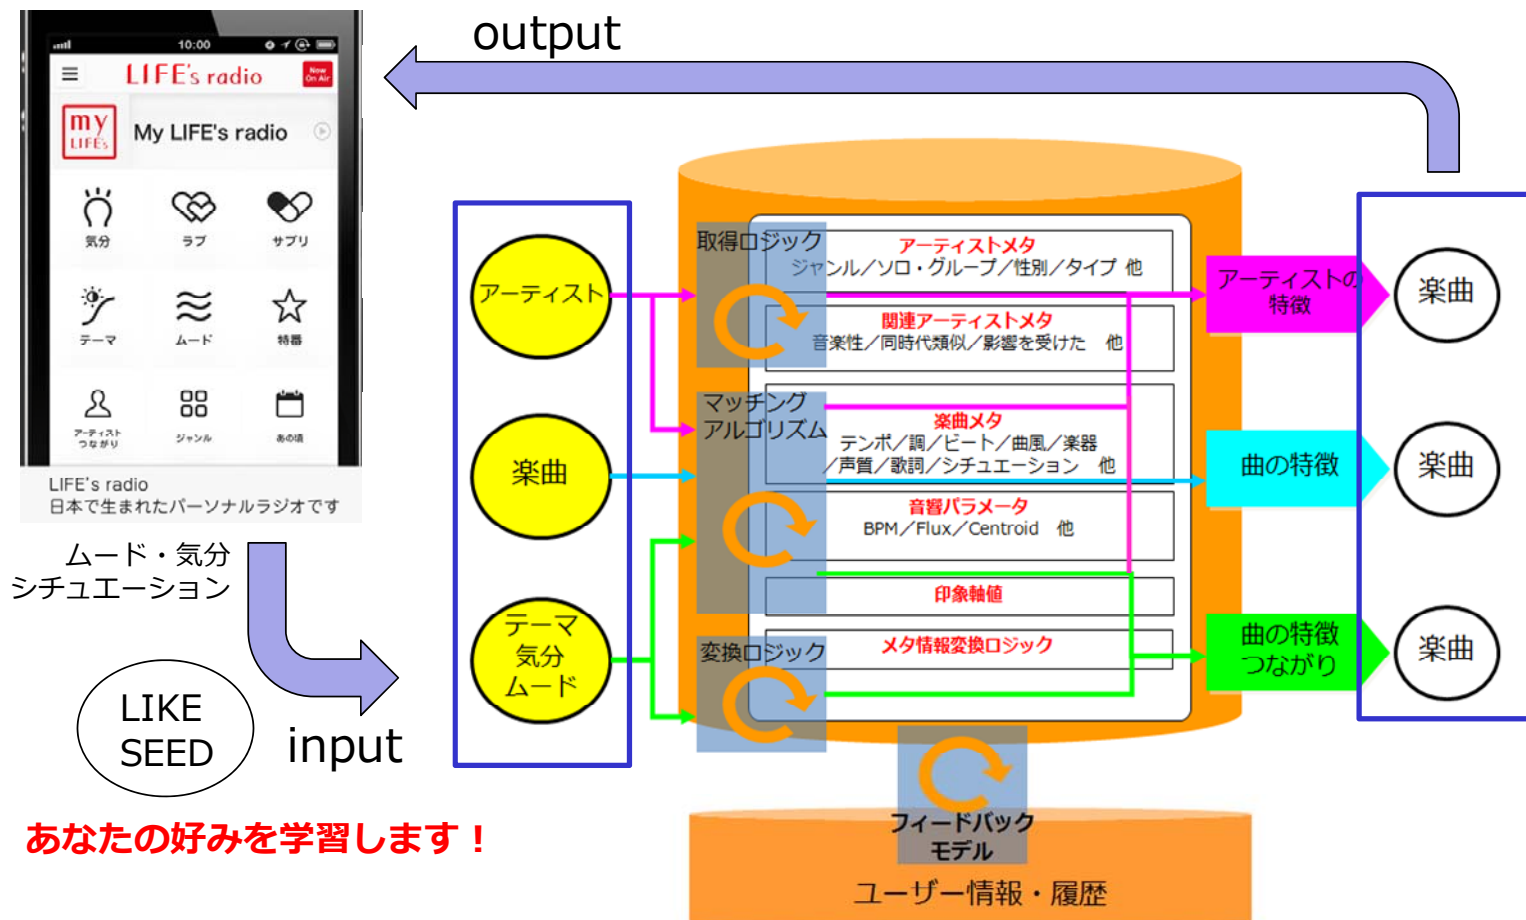 output
10:00
LIFE's radio
Now
On Air
my
LIFE's
My LIFE's radio
気分
ラブ
サプリ
テーマ
ムード
特番
アーティスト
つながり
ジャンル
あの頃
LIFE's radio
日本で生まれたパーソナルラジオです
ムード・気分
シチュエーション
LIKE
SEED
input
あなたの好みを学習します！
アーティスト
楽曲
テーマ
気分
ムード
取得ロジック
マッチング
アルゴリズム
変換ロジック
アーティストメタ
ジャンル／ソロ・グループ／性別／タイプ 他
関連アーティストメタ
音楽性／同時代類似／影響を受けた 他
楽曲メタ
テンポ／調／ビート／曲風／楽器
／声質／歌詞／シチュエーション 他
音響パラメータ
BPM／Flux／Centroid 他
印象軸値
メタ情報変換ロジック
アーティストの
特徴
曲の特徴
曲の特徴
つながり
楽曲
楽曲
楽曲
フィードバック
モデル
ユーザー情報・履歴